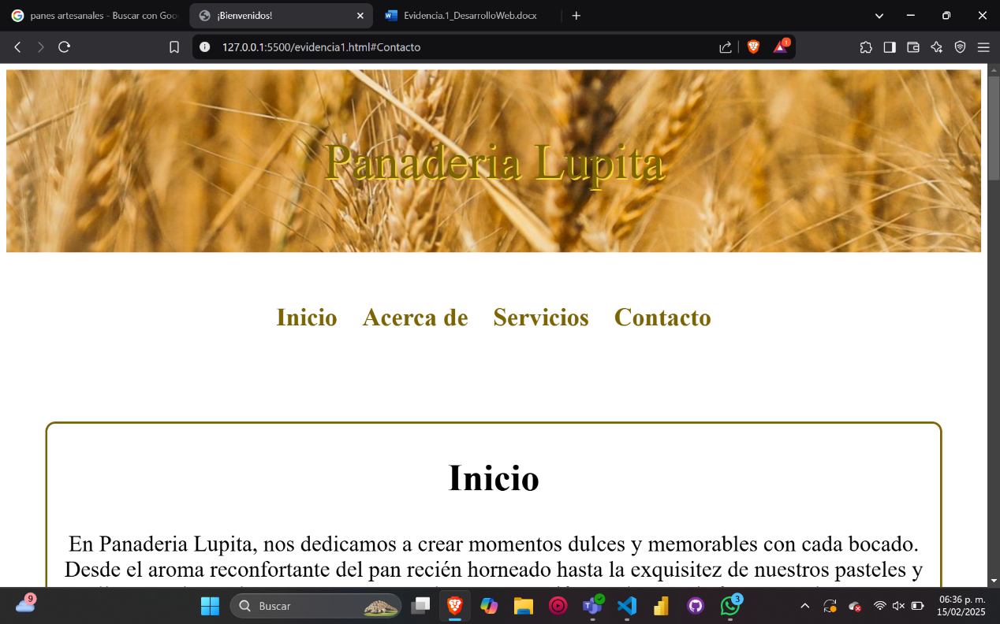 panes artesanales - Buscar con Goo
¡Bienvenidos!
Evidencia.1_DesarrolloWeb.docx
127.0.0.1:5500/evidencia1.html#Contacto
1
Panaderia Lupita
Inicio Acerca de Servicios Contacto
Inicio
En Panaderia Lupita, nos dedicamos a crear momentos dulces y memorables con cada bocado.
Desde el aroma reconfortante del pan recién horneado hasta la exquisitez de nuestros pasteles y
9
Buscar
3
06:36 p. m.
15/02/2025